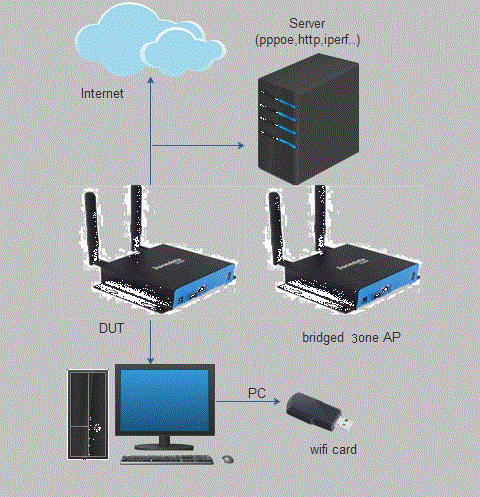 Server
(pppoe,http,iperf..)
Internet
DUT
bridged 3one AP
PC
wifi card